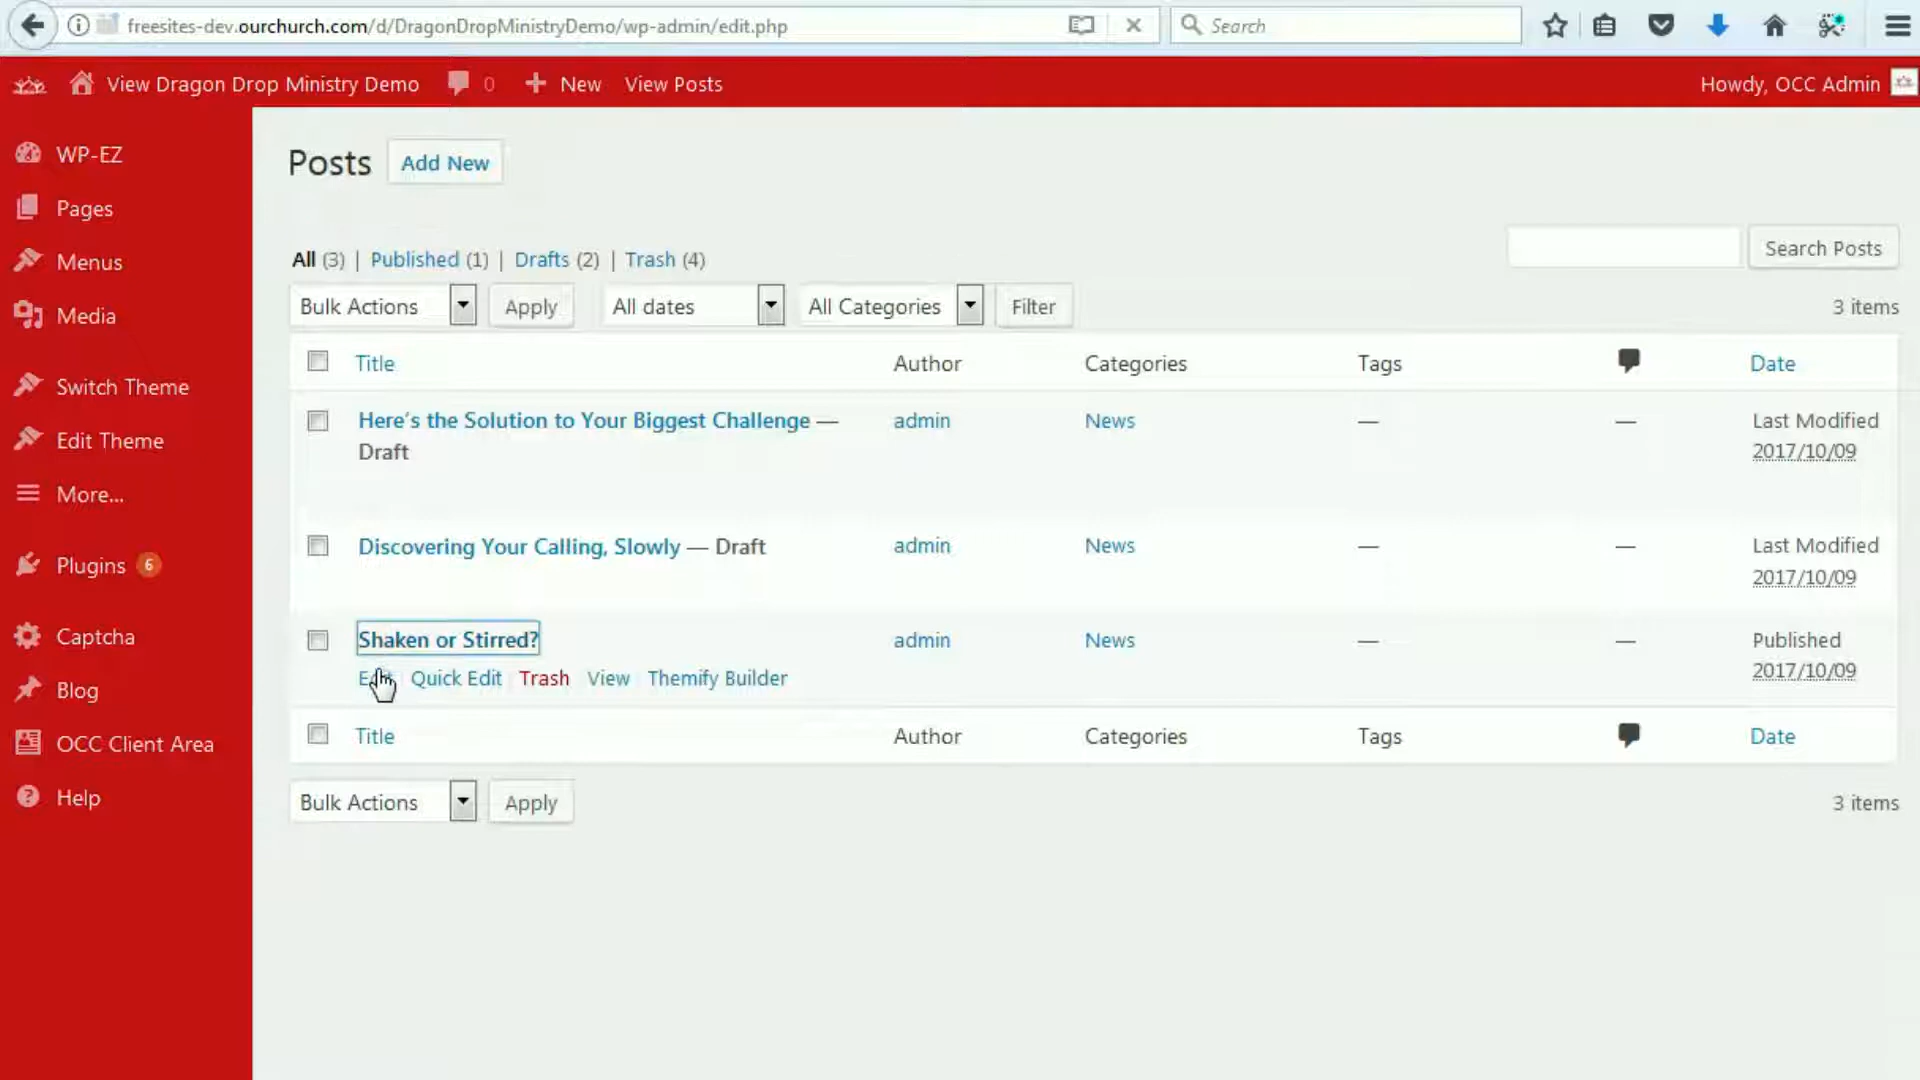 freesites-dev.ourchurch.com/d/DragonDropMinistryDemo/wp-admin/edit.php
Search
View Dragon Drop Ministry Demo 0 New View Posts Howdy, OCC Admin
WP-EZ
Pages
Menus
Media
Switch Theme
Edit Theme
More...
Plugins 6
Captcha
Blog
OCC Client Area
Help
Posts Add New
All (3) | Published (1) | Drafts (2) | Trash (4)
Search Posts
Bulk Actions Apply All dates All Categories Filter 3 items
Title Author Categories Tags Date
Here's the Solution to Your Biggest Challenge — admin News — — Last Modified
Draft 2017/10/09
Discovering Your Calling, Slowly — Draft admin News — — Last Modified
2017/10/09
Shaken or Stirred? admin News — — Published
Quick Edit Trash View Themify Builder 2017/10/09
Title Author Categories Tags Date
Bulk Actions Apply 3 items